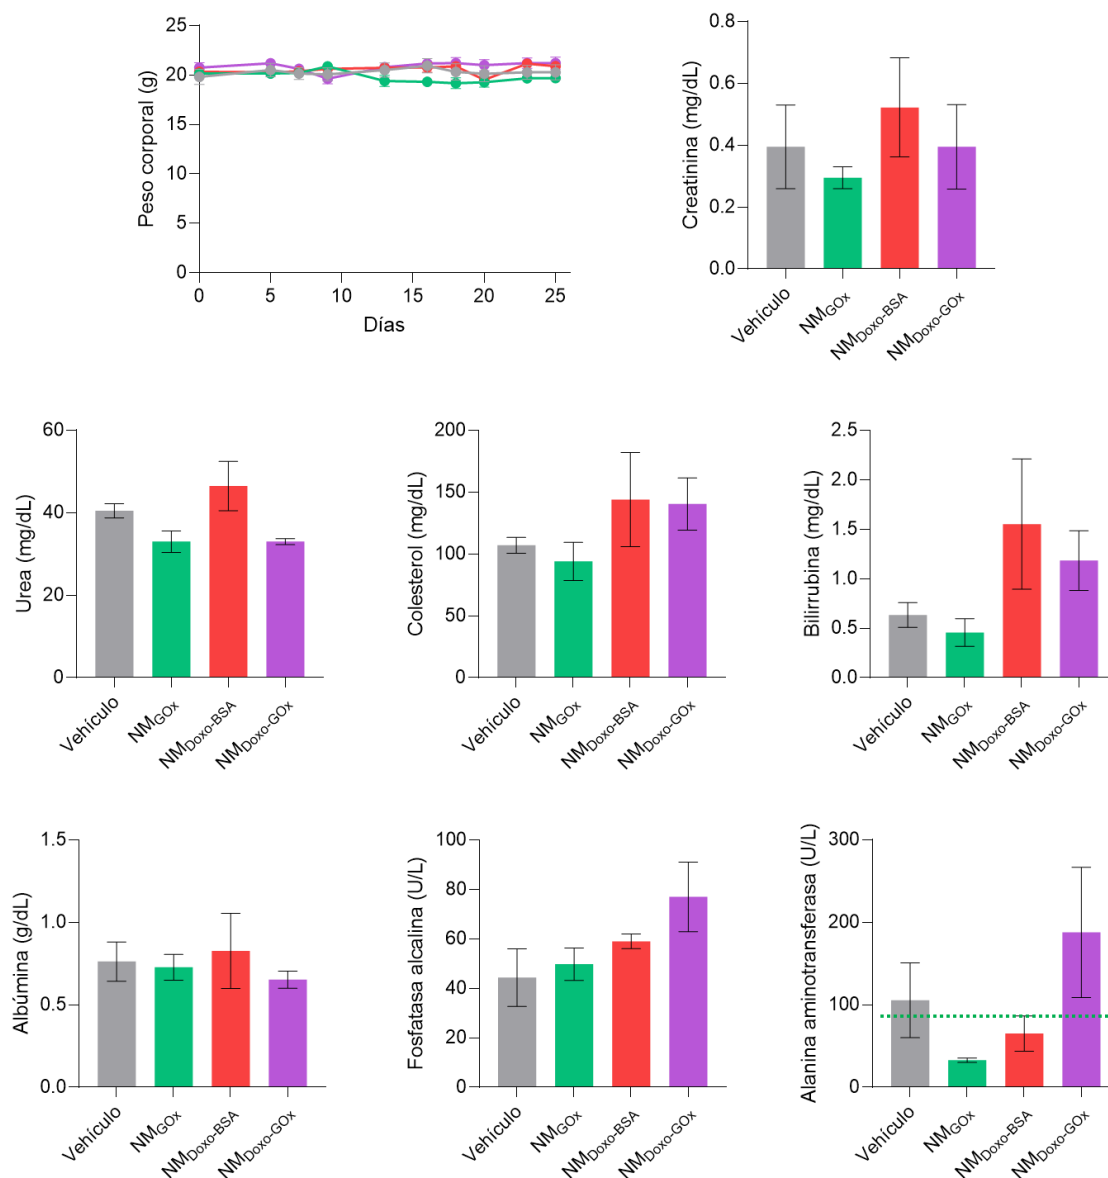 Peso corporal (g)
25
20
15
10
5
0
0 5 10 15 20 25
Días
Creatinina (mg/dL)
0.8
0.6
0.4
0.2
0.0
Vehículo NMGOx NMDoxo-BSA NMDoxo-GOx
Urea (mg/dL)
60
40
20
0
Vehículo NMGOx NMDoxo-BSA NMDoxo-GOx
Colesterol (mg/dL)
200
150
100
50
0
Vehículo NMGOx NMDoxo-BSA NMDoxo-GOx
Bilirrubina (mg/dL)
2.5
2.0
1.5
1.0
0.5
0.0
Vehículo NMGOx NMDoxo-BSA NMDoxo-GOx
Albúmina (g/dL)
1.5
1.0
0.5
0.0
Vehículo NMGOx NMDoxo-BSA NMDoxo-GOx
Fosfatasa alcalina (U/L)
100
80
60
40
20
0
Vehículo NMGOx NMDoxo-BSA NMDoxo-GOx
Alanina aminotransferasa (U/L)
300
200
100
0
Vehículo NMGOx NMDoxo-BSA NMDoxo-GOx